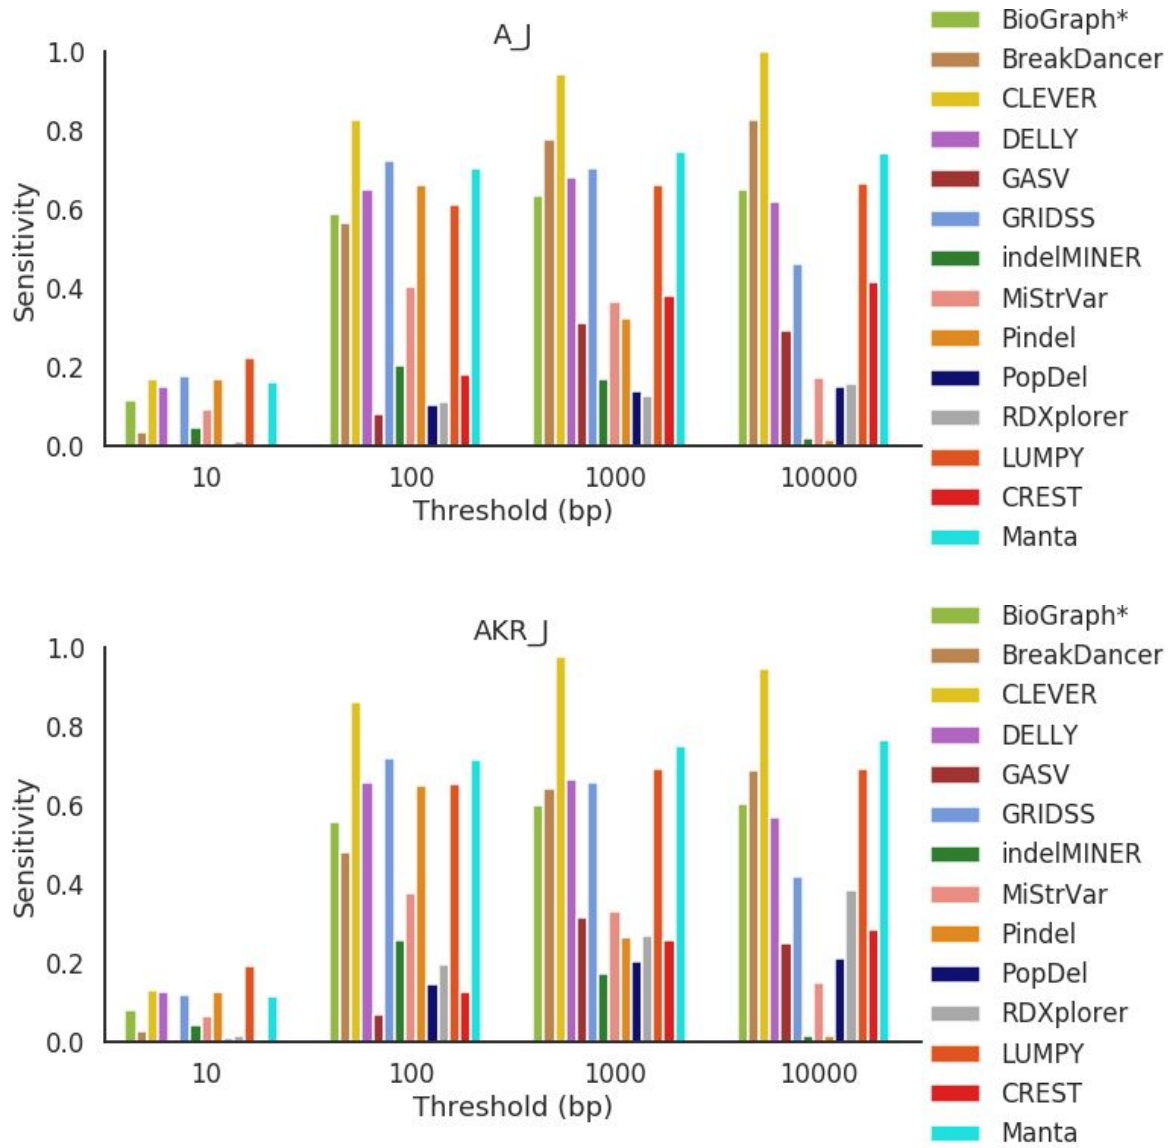 A_J
1.0
0.8
0.6
0.4
0.2
0.0
Sensitivity
10 100 1000 10000
Threshold (bp)
BioGraph*
BreakDancer
CLEVER
DELLY
GASV
GRIDSS
indelMINER
MiStrVar
Pindel
PopDel
RDXplorer
LUMPY
CREST
Manta
AKR_J
1.0
0.8
0.6
0.4
0.2
0.0
Sensitivity
10 100 1000 10000
Threshold (bp)
BioGraph*
BreakDancer
CLEVER
DELLY
GASV
GRIDSS
indelMINER
MiStrVar
Pindel
PopDel
RDXplorer
LUMPY
CREST
Manta